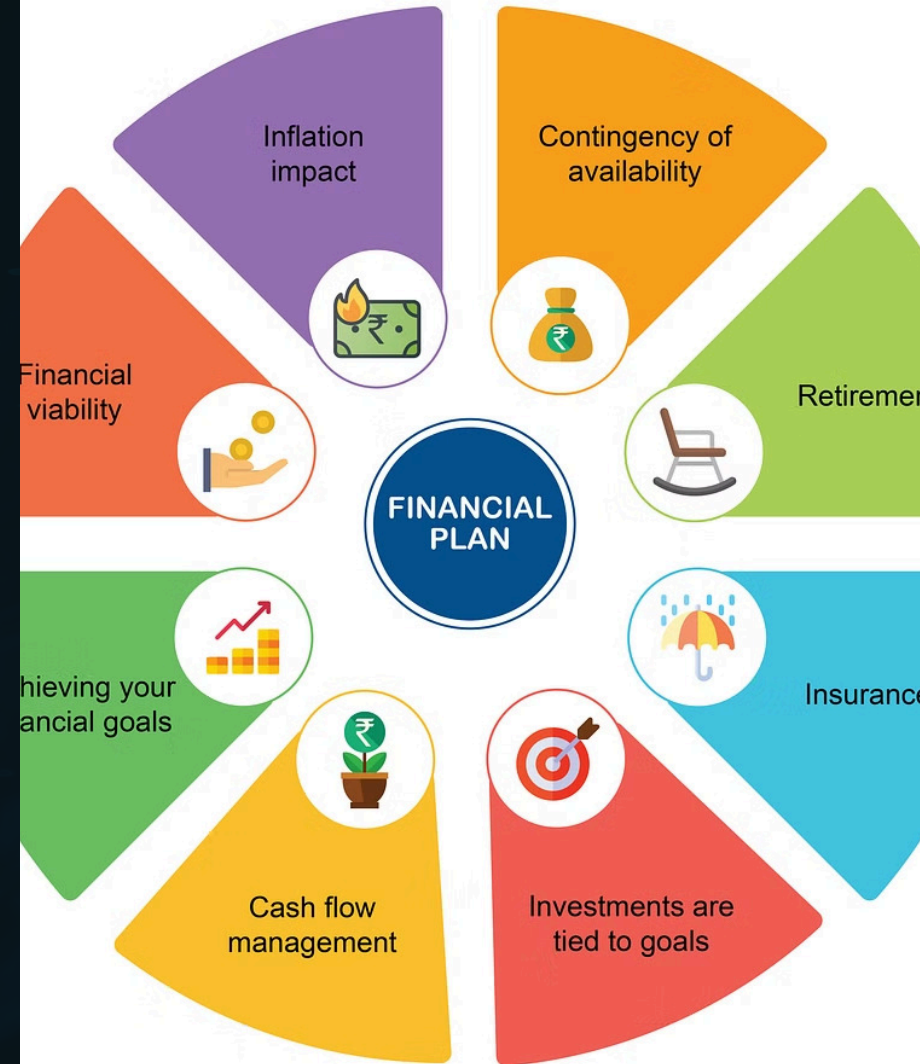 Inflation
impact
Contingency of
availability
Financial
viability
Retiremen
FINANCIAL
PLAN
hieving your
ancial goals
Insurance
Cash flow
management
Investments are
tied to goals
₹
₹
₹